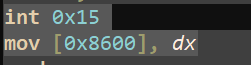 int 0x15
mov [0x8600], dx